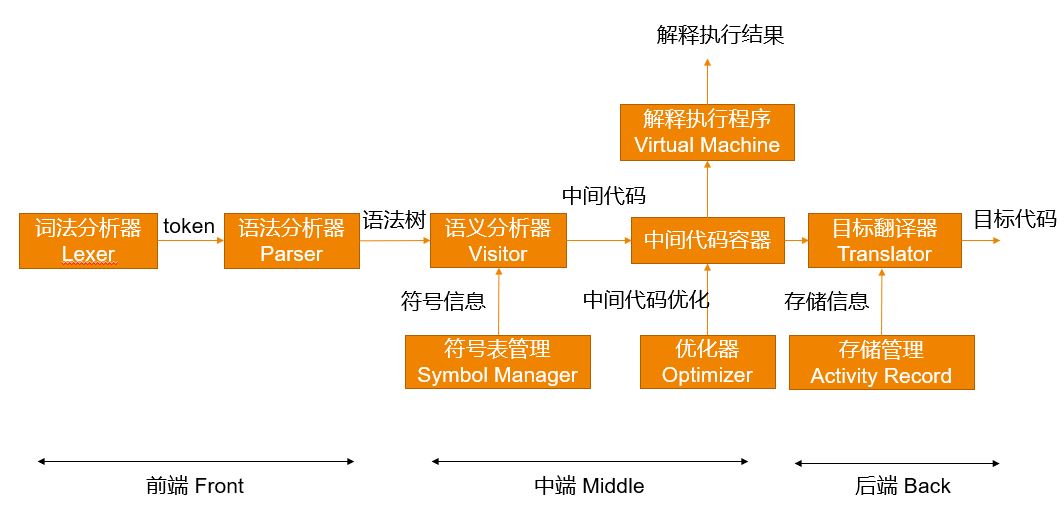 解释执行结果
解释执行程序
Virtual Machine
中间代码
词法分析器
Lexer
token
语法分析器
Parser
语法树
语义分析器
Visitor
中间代码容器
目标翻译器
Translator
目标代码
符号信息
中间代码优化
存储信息
符号表管理
Symbol Manager
优化器
Optimizer
存储管理
Activity Record
前端 Front
中端 Middle
后端 Back